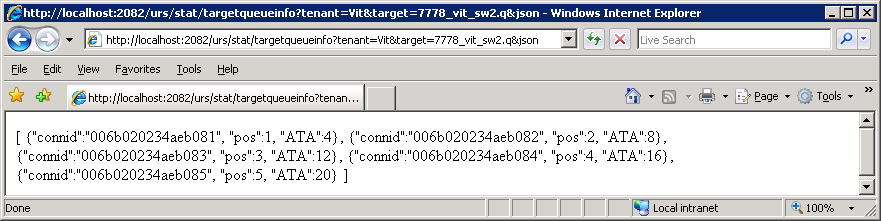 http://localhost:2082/urs/stat/targetqueueinfo?tenant=Vit&target=7778_vit_sw2.q&json - Windows Internet Explorer
http://localhost:2082/urs/stat/targetqueueinfo?tenant=Vit&target=7778_vit_sw2.q&json
Live Search
File Edit View Favorites Tools Help
http://localhost:2082/urs/stat/targetqueueinfo?tenan...
Page Tools
[ {"connid":"006b020234aeb081", "pos":1, "ATA":4}, {"connid":"006b020234aeb082", "pos":2, "ATA":8},
{"connid":"006b020234aeb083", "pos":3, "ATA":12}, {"connid":"006b020234aeb084", "pos":4, "ATA":16},
{"connid":"006b020234aeb085", "pos":5, "ATA":20} ]
Done Local intranet 100%